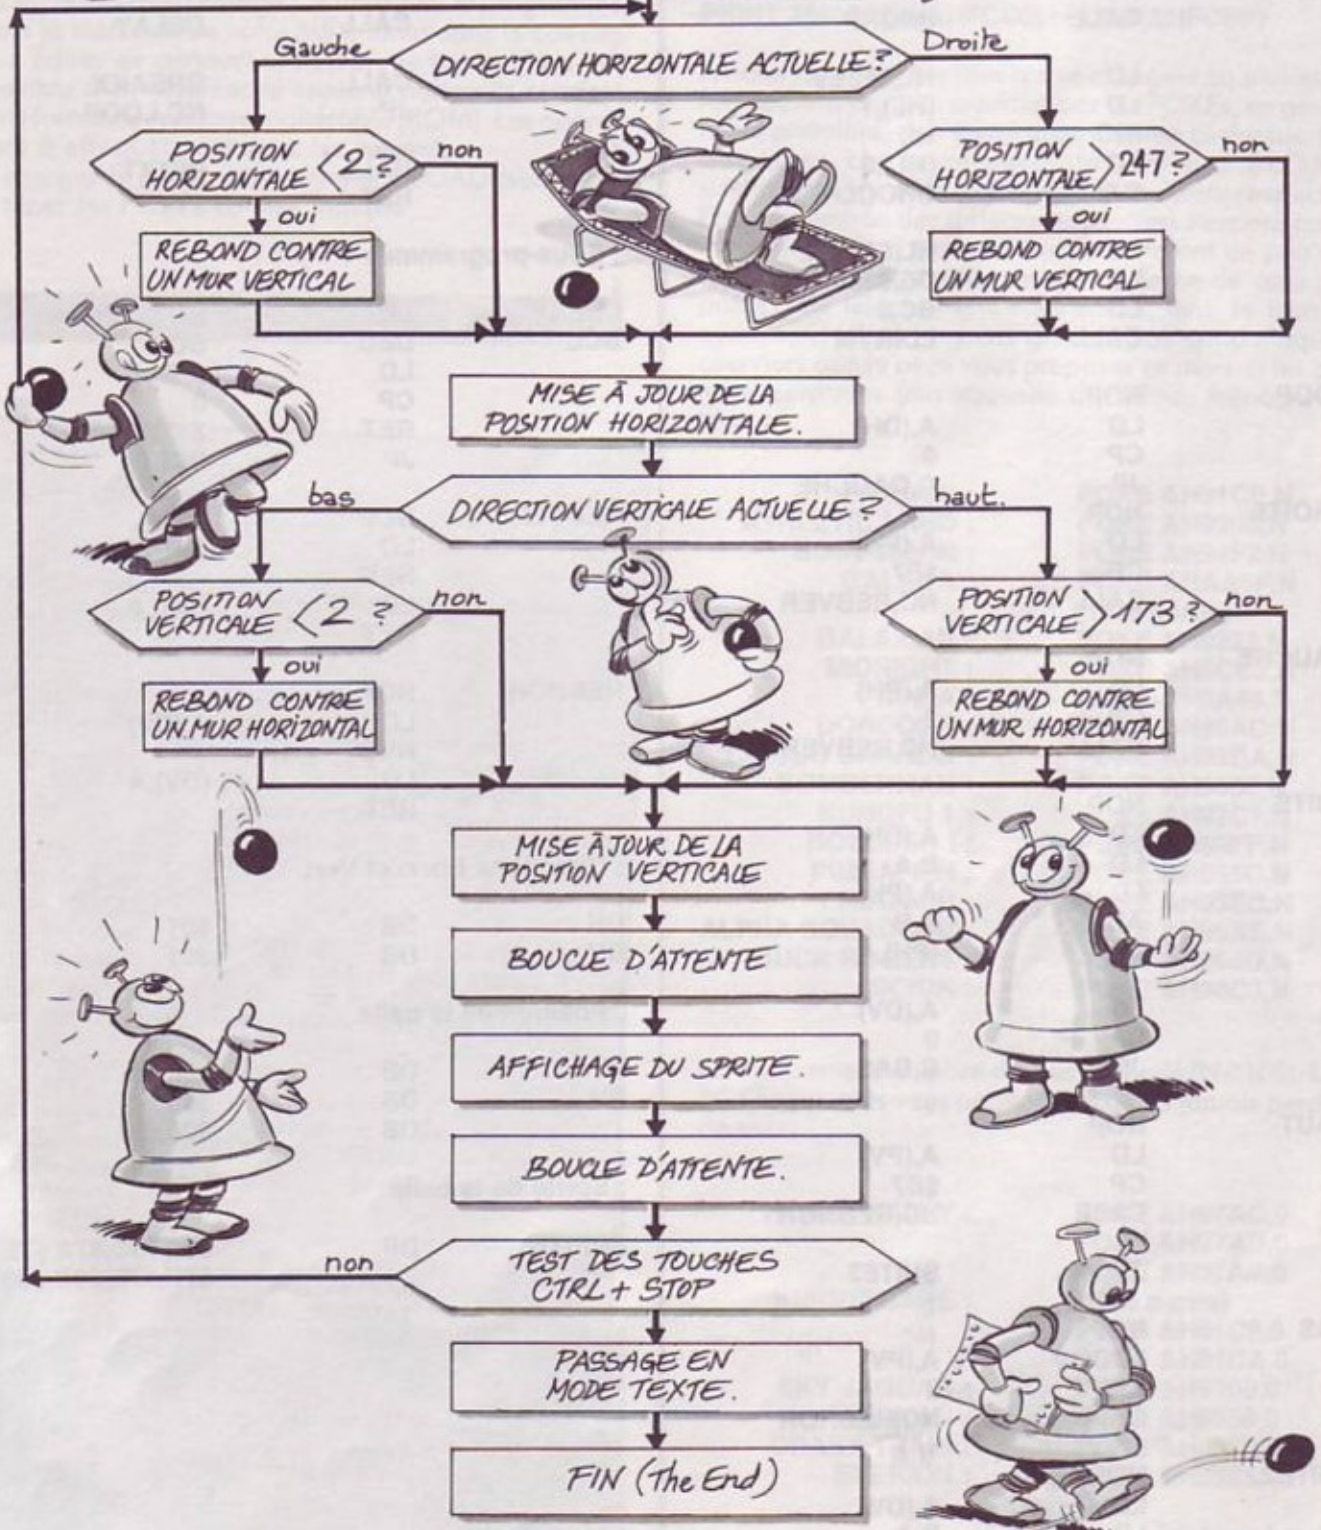 Gauche
DIRECTION HORIZONTALE ACTUELLE?
Droite
POSITION
HORIZONTALE < 2 ?
non
POSITION
HORIZONTALE > 247 ?
non
oui
oui
REBOND CONTRE
UN MUR VERTICAL
REBOND CONTRE
UN MUR VERTICAL
MISE À JOUR DE LA
POSITION HORIZONTALE.
bas
DIRECTION VERTICALE ACTUELLE ?
haut.
POSITION
VERTICALE < 2 ?
non
POSITION
VERTICALE > 173 ?
non
oui
oui
REBOND CONTRE
UN MUR HORIZONTAL
REBOND CONTRE
UN MUR HORIZONTAL
MISE À JOUR DE LA
POSITION VERTICALE
BOUCLE D'ATTENTE
AFFICHAGE DU SPRITE.
BOUCLE D'ATTENTE.
non
TEST DES TOUCHES
CTRL + STOP
PASSAGE EN
MODE TEXTE.
FIN (The End)